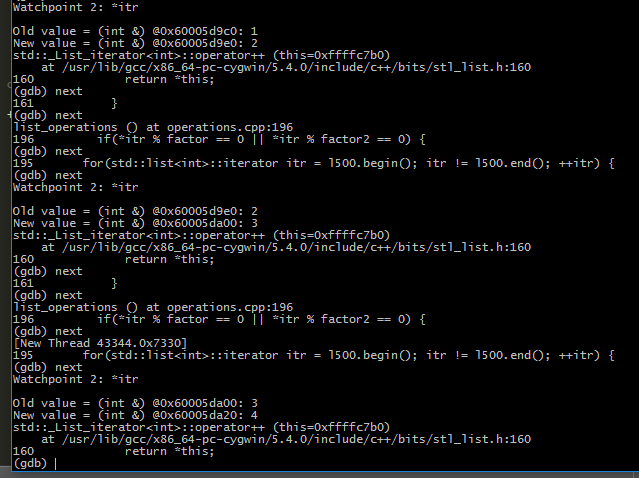 Watchpoint 2: *itr

Old value = (int &) @0x60005d9c0: 1
New value = (int &) @0x60005d9e0: 2
std::_List_iterator<int>::operator++ (this=0xffffc7b0)
    at /usr/lib/gcc/x86_64-pc-cygwin/5.4.0/include/c++/bits/stl_list.h:160
160             return *this;
(gdb) next
161           }
(gdb) next
list_operations () at operations.cpp:196
196         if(*itr % factor == 0 || *itr % factor2 == 0) {
(gdb) next
195       for(std::list<int>::iterator itr = l500.begin(); itr != l500.end(); ++itr) {
(gdb) next
Watchpoint 2: *itr

Old value = (int &) @0x60005d9e0: 2
New value = (int &) @0x60005da00: 3
std::_List_iterator<int>::operator++ (this=0xffffc7b0)
    at /usr/lib/gcc/x86_64-pc-cygwin/5.4.0/include/c++/bits/stl_list.h:160
160             return *this;
(gdb) next
161           }
(gdb) next
list_operations () at operations.cpp:196
196         if(*itr % factor == 0 || *itr % factor2 == 0) {
(gdb) next
[New Thread 43344.0x7330]
195       for(std::list<int>::iterator itr = l500.begin(); itr != l500.end(); ++itr) {
(gdb) next
Watchpoint 2: *itr

Old value = (int &) @0x60005da00: 3
New value = (int &) @0x60005da20: 4
std::_List_iterator<int>::operator++ (this=0xffffc7b0)
    at /usr/lib/gcc/x86_64-pc-cygwin/5.4.0/include/c++/bits/stl_list.h:160
160             return *this;
(gdb)